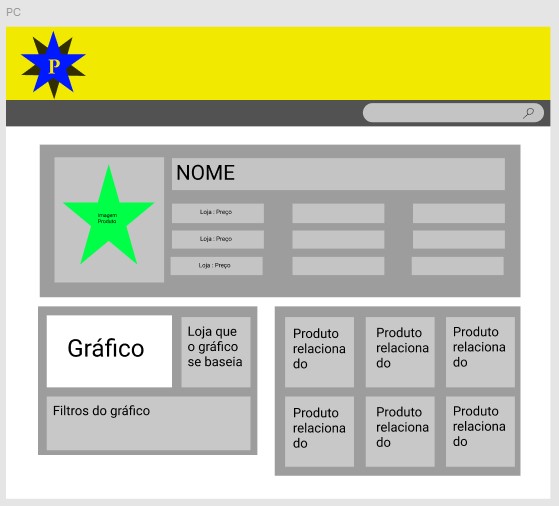 PC
P
NOME
Imagem
Produto
Loja : Preço
Loja : Preço
Loja : Preço
Gráfico
Loja que
o gráfico
se baseia
Filtros do gráfico
Produto
relaciona
do
Produto
relaciona
do
Produto
relaciona
do
Produto
relaciona
do
Produto
relaciona
do
Produto
relaciona
do